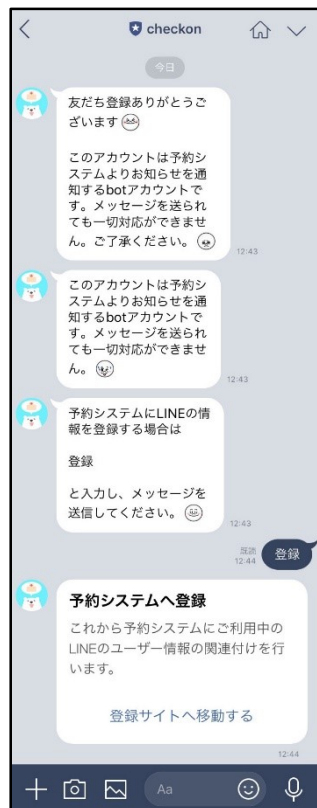 checkon
今日
友だち登録ありがとうご
ざいます
このアカウントは予約シ
ステムよりお知らせを通
知するbotアカウントで
す。メッセージを送られ
ても一切対応ができませ
ん。ご了承ください。
12:43
このアカウントは予約シ
ステムよりお知らせを通
知するbotアカウントで
す。メッセージを送られ
ても一切対応ができませ
ん。
12:43
予約システムにLINEの情
報を登録する場合は
登録
と入力し、メッセージを
送信してください。
12:43
既読
12:44
登録
予約システムへ登録
これから予約システムにご利用中の
LINEのユーザー情報の関連付けを行
います。
登録サイトへ移動する
12:44
Aa